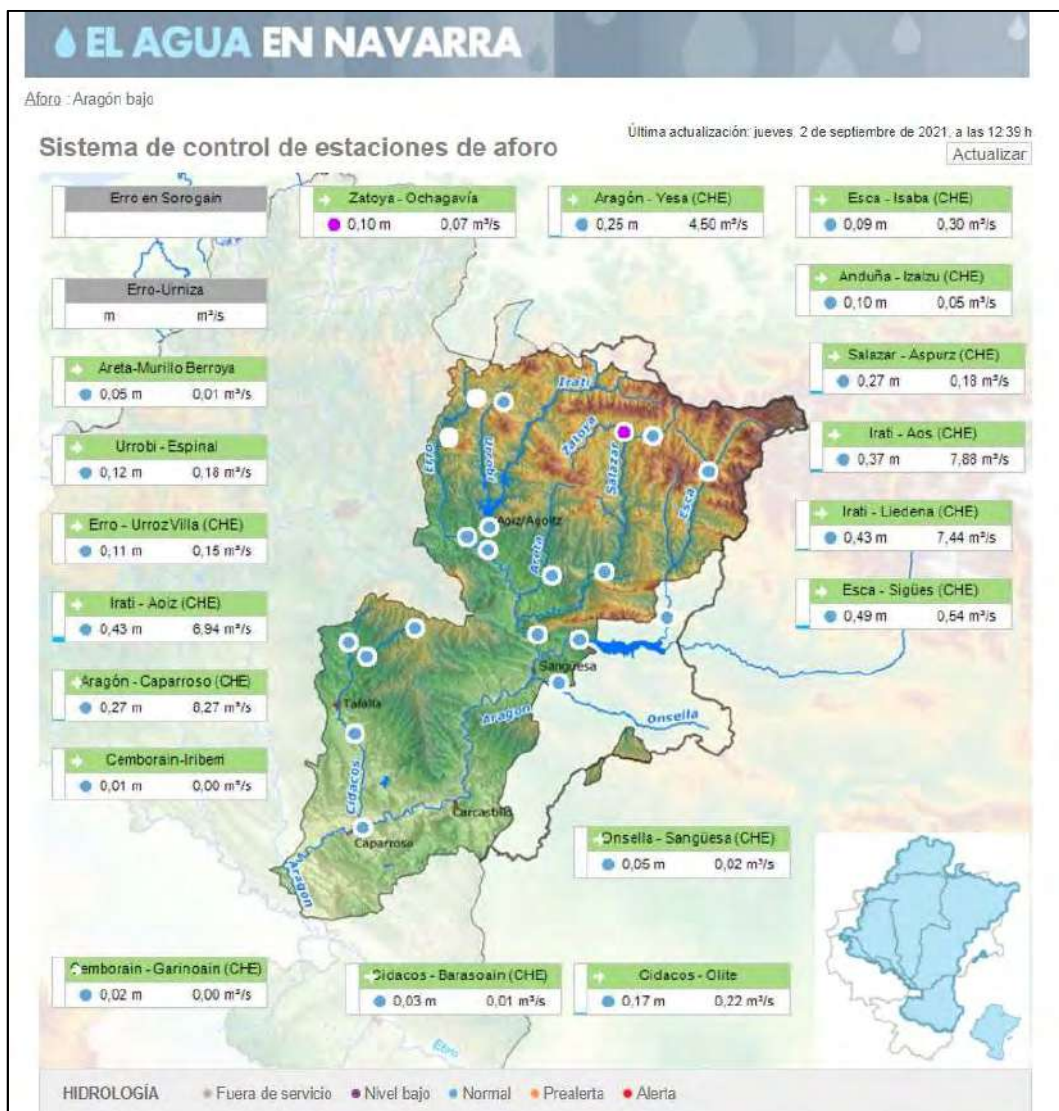 EL AGUA EN NAVARRA
Aforo : Aragón bajo
Última actualización: jueves, 2 de septiembre de 2021, a las 12:39 h
Sistema de control de estaciones de aforo
Actualizar
Erro en Sorogain
Zatoya - Ochagavía
0,10 m 0,07 m³/s
Aragón - Yesa (CHE)
0,25 m 4,50 m³/s
Esca - Isaba (CHE)
0,09 m 0,30 m³/s
Erro-Urniza
m m³/s
Anduña - Izalzu (CHE)
0,10 m 0,05 m³/s
Areta-Murillo Berroya
0,05 m 0,01 m³/s
Salazar - Aspurz (CHE)
0,27 m 0,18 m³/s
Urrobi - Espinal
0,12 m 0,18 m³/s
Irati - Aos (CHE)
0,37 m 7,88 m³/s
Erro - Urroz Villa (CHE)
0,11 m 0,15 m³/s
Irati - Liedena (CHE)
0,43 m 7,44 m³/s
Irati - Aoiz (CHE)
0,43 m 6,94 m³/s
Esca - Sigües (CHE)
0,49 m 0,54 m³/s
Aragón - Caparroso (CHE)
0,27 m 8,27 m³/s
Cemborain-Iriberri
0,01 m 0,00 m³/s
Irati
Erro
Urrobi
Zatoya
Salazar
Esca
Aoiz/Agoitz
Areta
Sangüesa
Tafalla
Aragón
Onsella
Cidacos
Carcastillo
Caparroso
Aragón
Onsella - Sangüesa (CHE)
0,05 m 0,02 m³/s
Cemborain - Garinoain (CHE)
0,02 m 0,00 m³/s
Cidacos - Barasoain (CHE)
0,03 m 0,01 m³/s
Cidacos - Olite
0,17 m 0,22 m³/s
Ebro
HIDROLOGÍA Fuera de servicio Nivel bajo Normal Prealerta Alerta